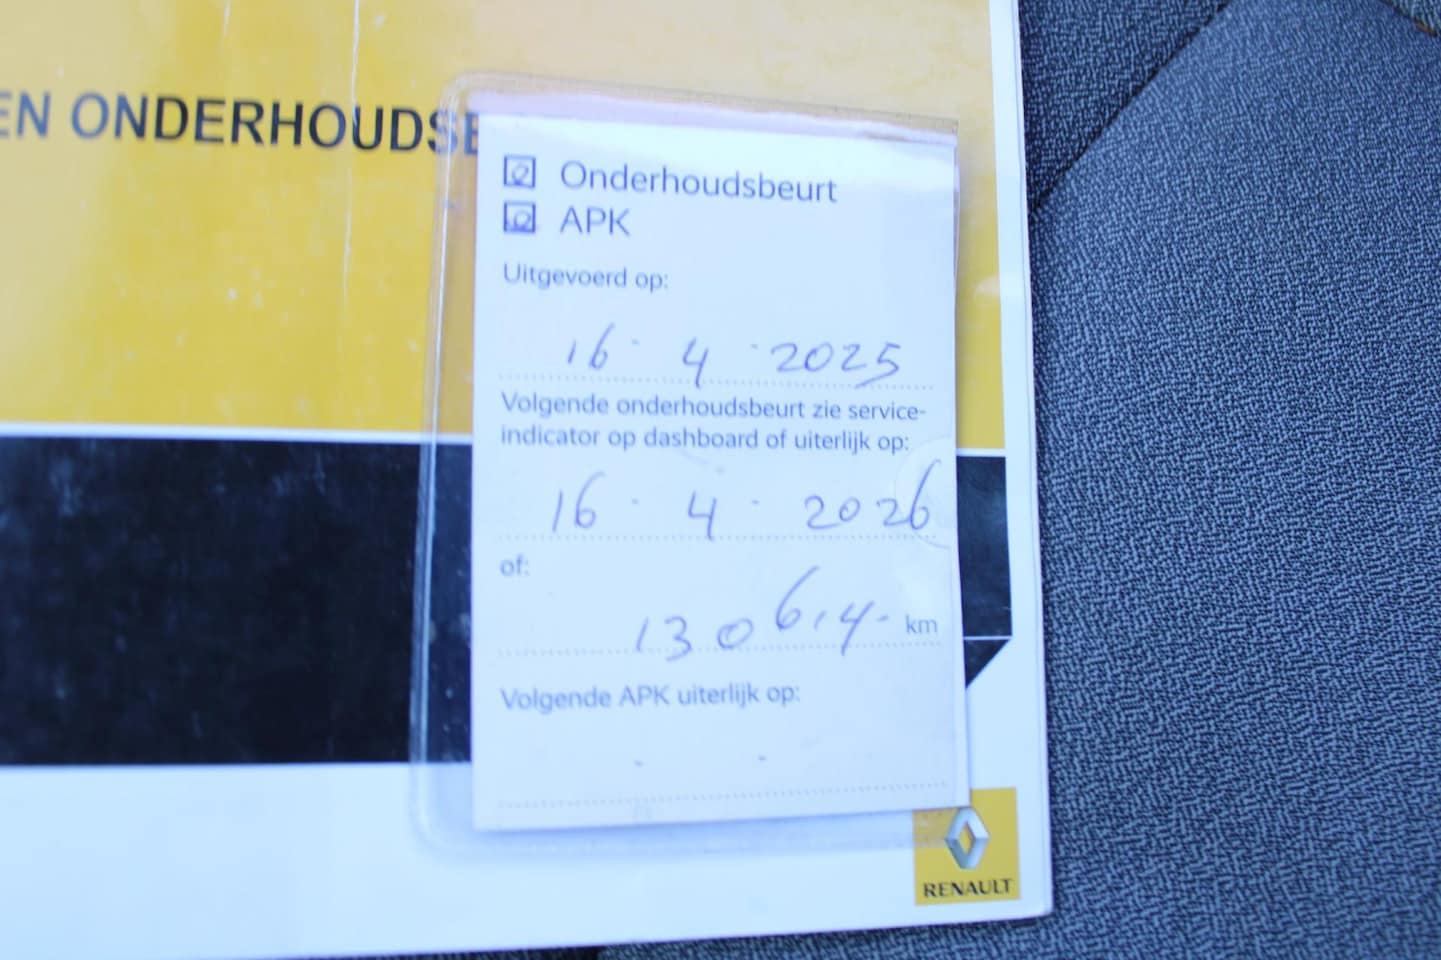 EN ONDERHOUDSB
Onderhoudsbeurt
APK
Uitgevoerd op:
16 - 4 - 2025
Volgende onderhoudsbeurt zie service-
indicator op dashboard of uiterlijk op:
16 - 4 - 2026
of:
130614 km
Volgende APK uiterlijk op:
RENAULT